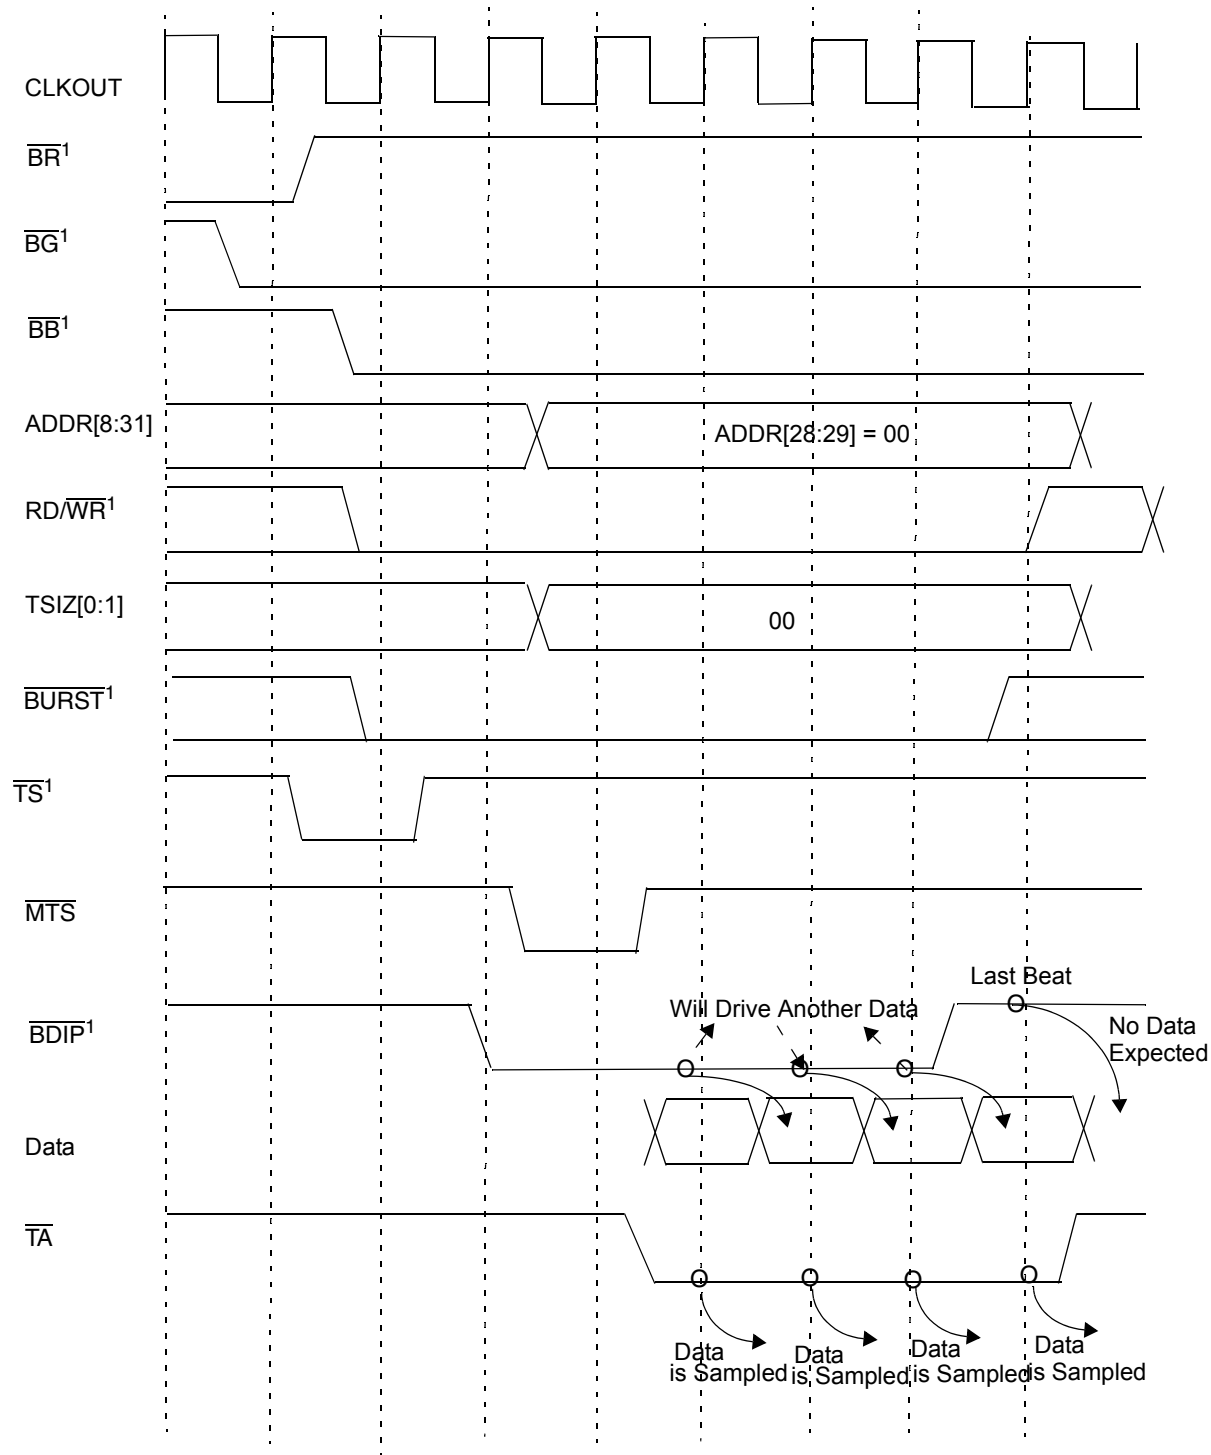 CLKOUT
BR1
BG1
BB1
ADDR[8:31]
ADDR[28:29] = 00
RD/WR1
TSIZ[0:1]
00
BURST1
TS1
MTS
Last Beat
Will Drive Another Data
BDIP1
No Data
Expected
Data
TA
Data
is Sampled
Data
is Sampled
Data
is Sampled
Data
is Sampled